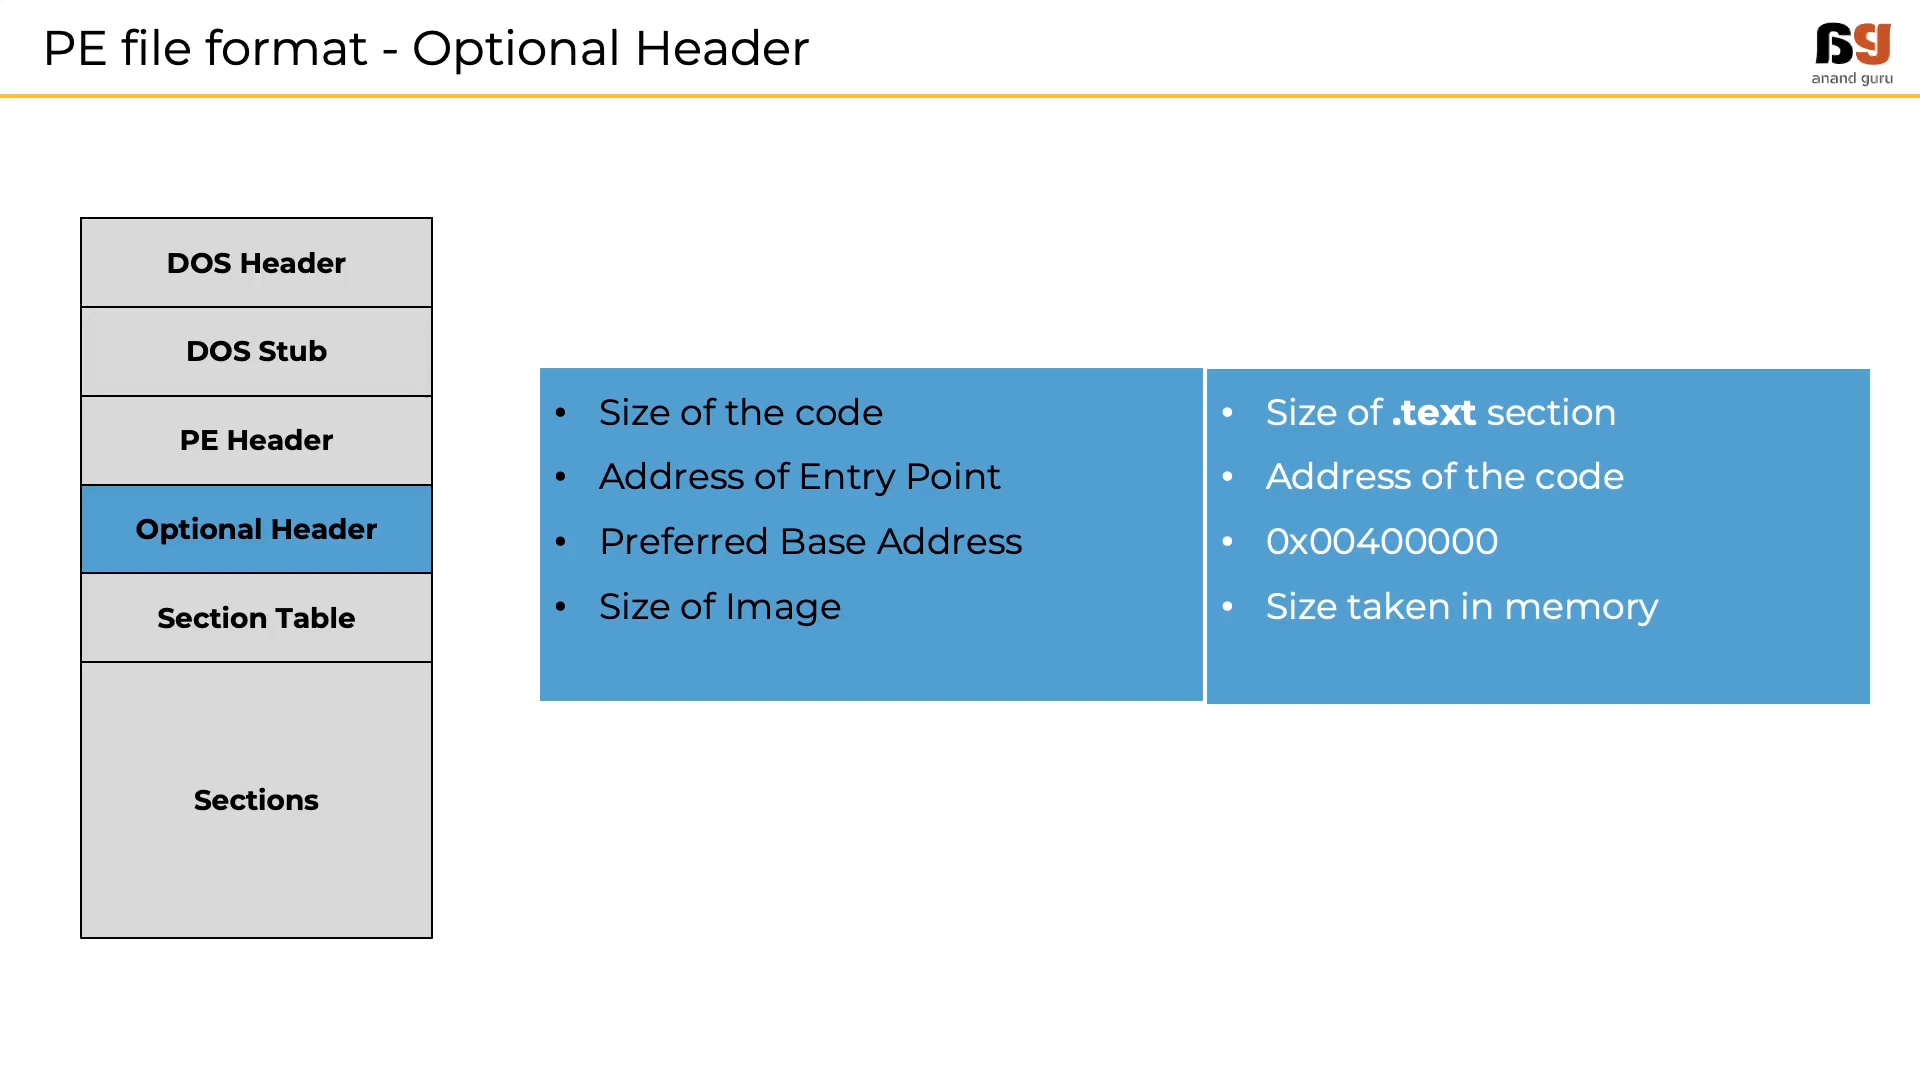 PE file format - Optional Header
anand guru
DOS Header
DOS Stub
PE Header
Optional Header
Section Table
Sections
• Size of the code
• Address of Entry Point
• Preferred Base Address
• Size of Image
• Size of .text section
• Address of the code
• 0x00400000
• Size taken in memory